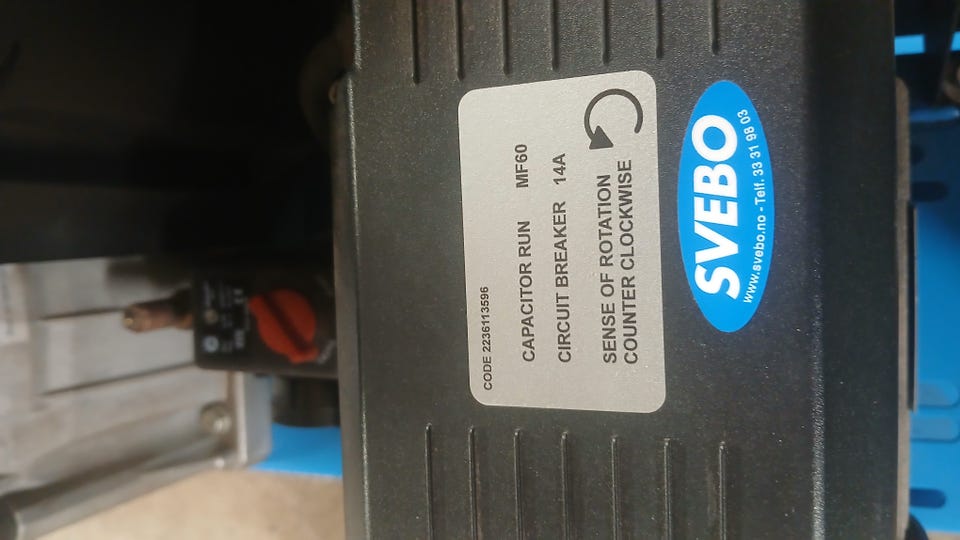 CODE 2236113596
CAPACITOR RUN MF60
CIRCUIT BREAKER 14A
SENSE OF ROTATION
COUNTER CLOCKWISE
SVEBO
www.svebo.no - Telf. 33 31 98 03